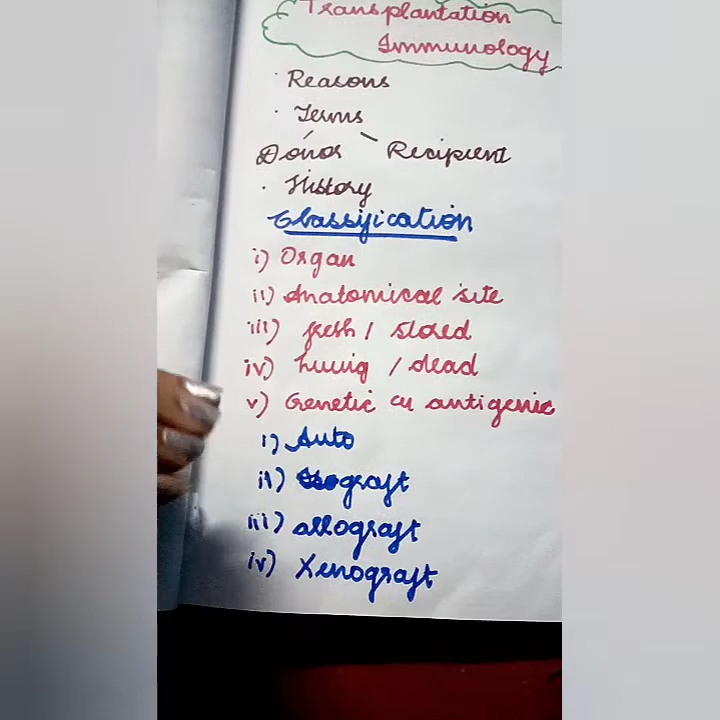 Transplantation
Immunology
· Reasons
· Terms
Donor Recipient
· History
Classification
i) Organ
ii) Anatomical site
iii) fresh / stored
iv) living / dead
v) Genetic antigenic
i) Auto
ii) Isograft
iii) allograft
iv) Xenograft